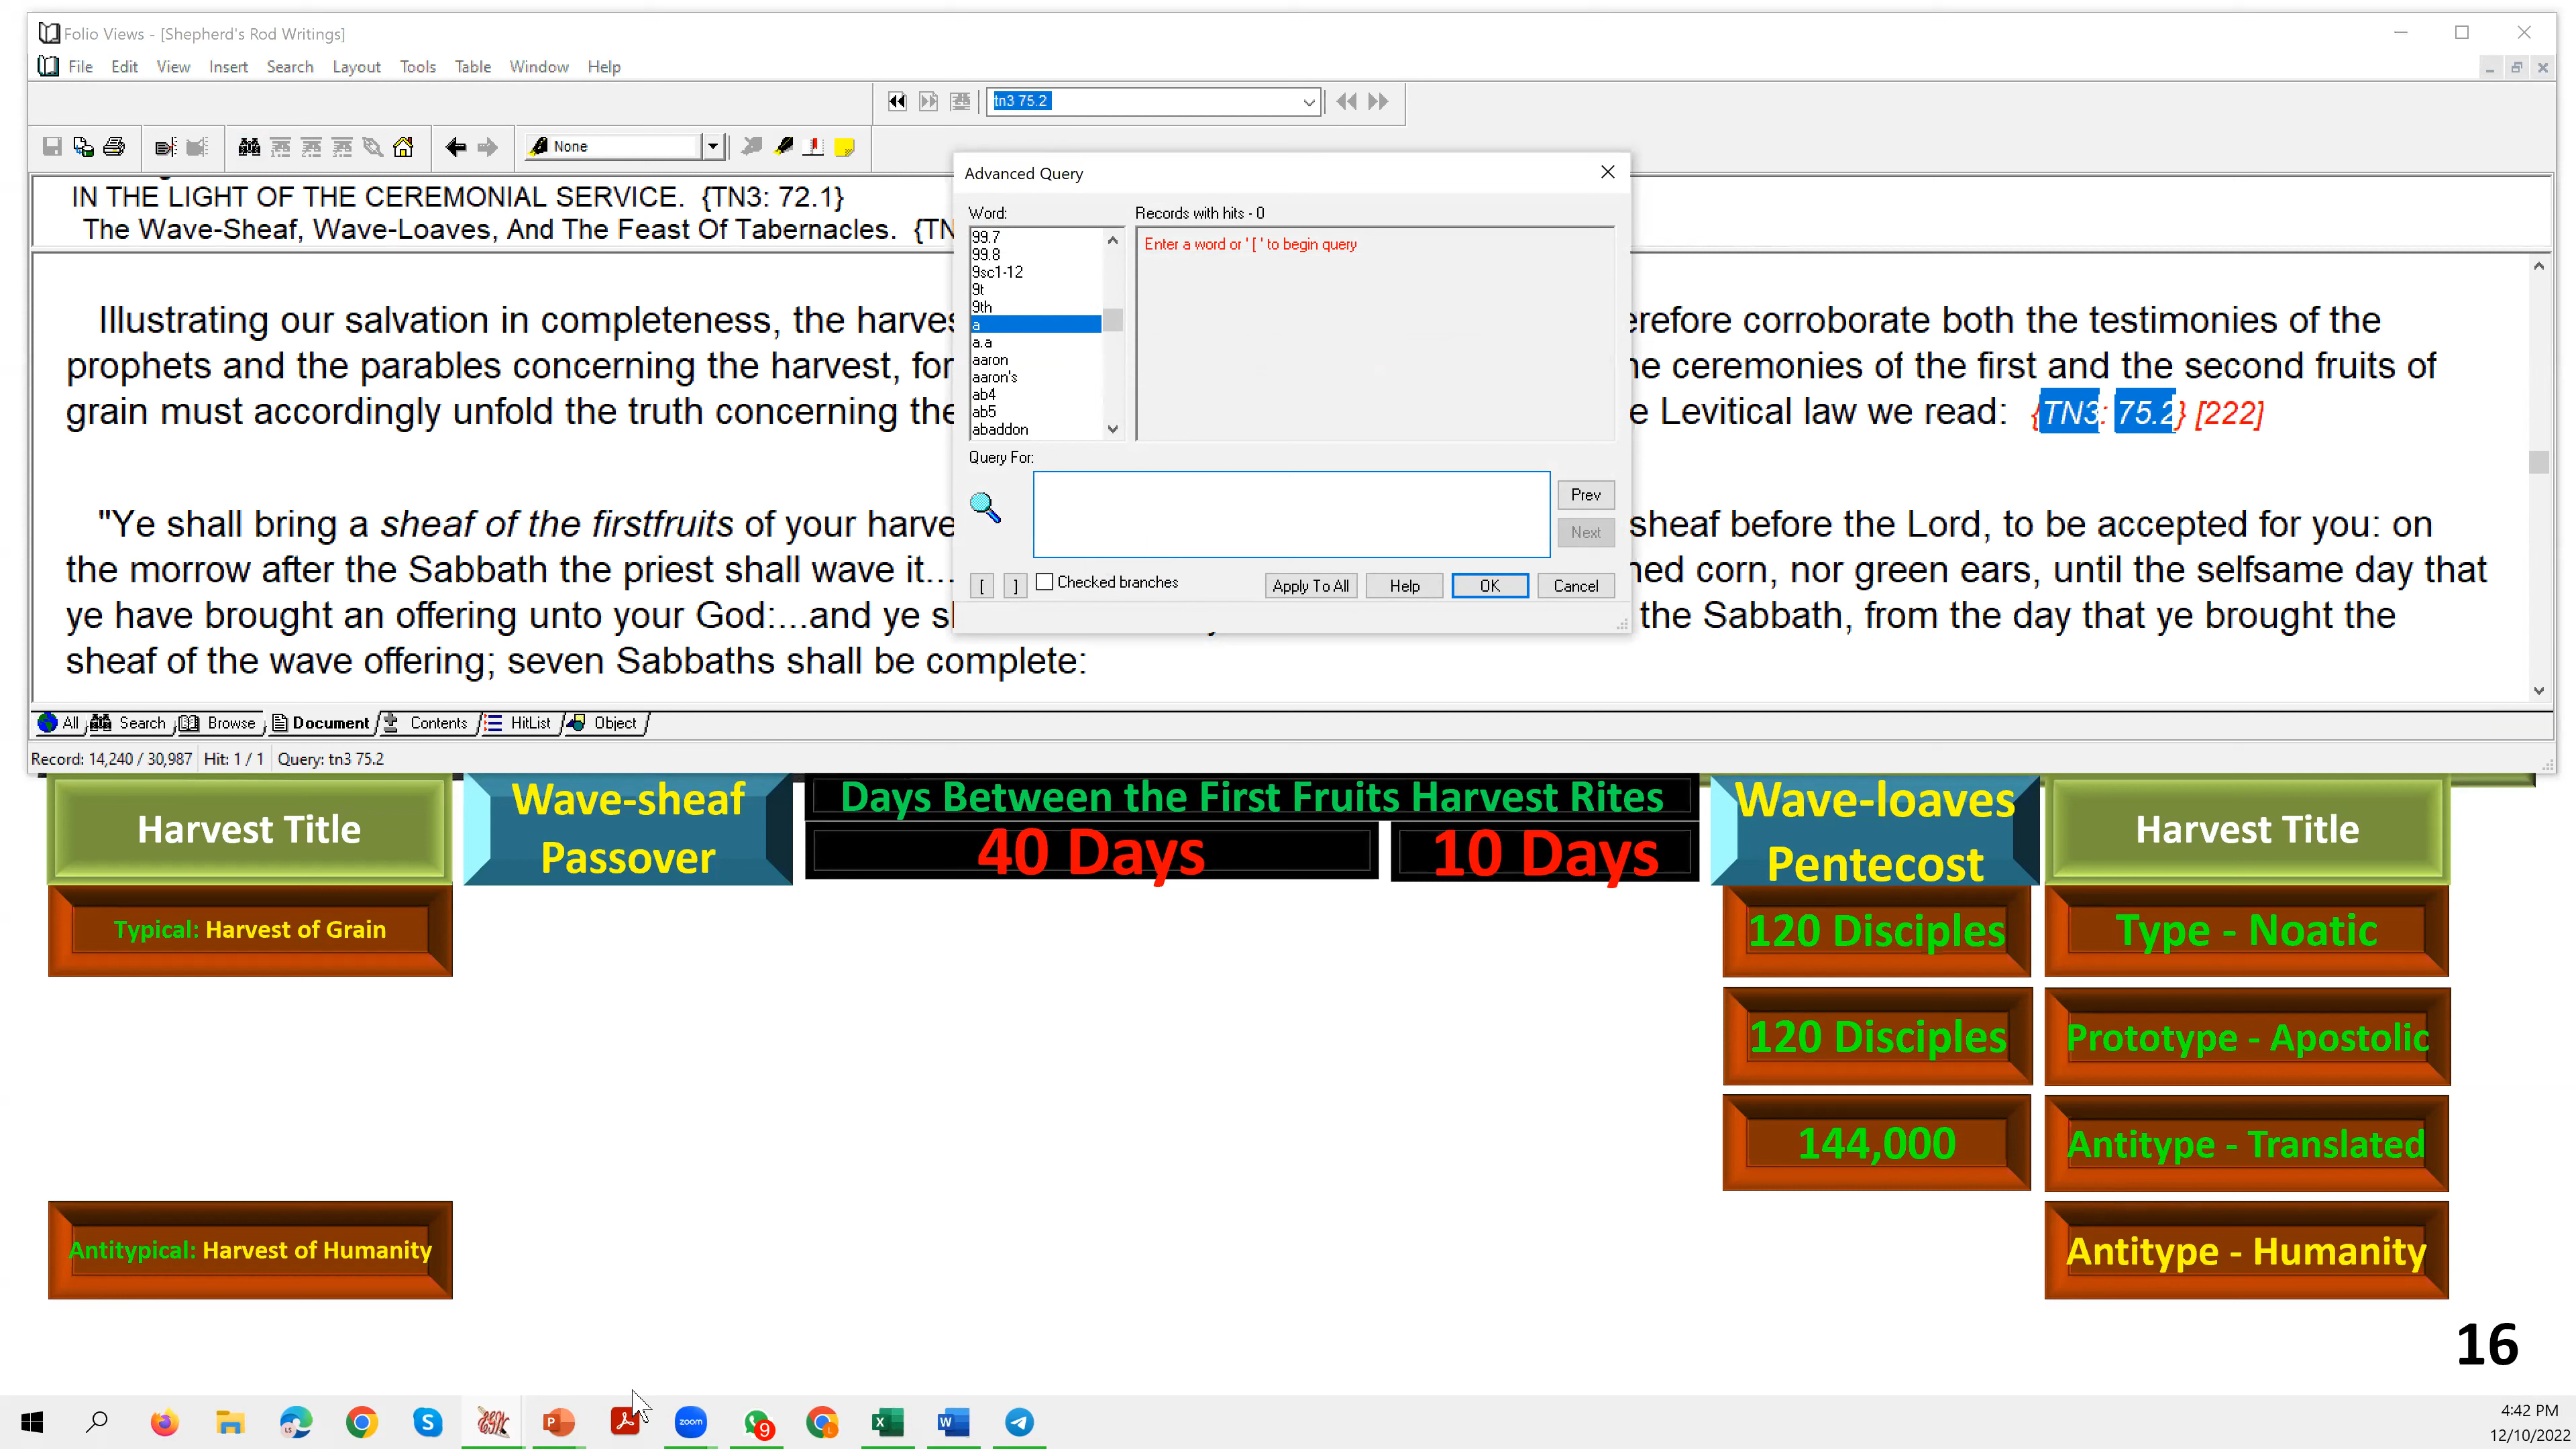 Folio Views - [Shepherd's Rod Writings]
File Edit View Insert Search Layout Tools Table Window Help
tn3 75.2
None
IN THE LIGHT OF THE CEREMONIAL SERVICE. {TN3: 72.1}
The Wave-Sheaf, Wave-Loaves, And The Feast Of Tabernacles. {TN
Illustrating our salvation in completeness, the harves
erefore corroborate both the testimonies of the
prophets and the parables concerning the harvest, for
ne ceremonies of the first and the second fruits of
grain must accordingly unfold the truth concerning the
e Levitical law we read: {TN3: 75.2} [222]
"Ye shall bring a sheaf of the firstfruits of your harve
sheaf before the Lord, to be accepted for you: on
the morrow after the Sabbath the priest shall wave it...
ned corn, nor green ears, until the selfsame day that
ye have brought an offering unto your God:...and ye s
the Sabbath, from the day that ye brought the
sheaf of the wave offering; seven Sabbaths shall be complete:
Advanced Query
Word:
Records with hits - 0
99.7
99.8
9sc1-12
9t
9th
a
a.a
aaron
aaron's
ab4
ab5
abaddon
Enter a word or ' [ ' to begin query
Query For:
Prev
Next
[ ] Checked branches Apply To All Help OK Cancel
All Search Browse Document Contents HitList Object
Record: 14,240 / 30,987 Hit: 1 / 1 Query: tn3 75.2
Harvest Title
Wave-sheaf
Passover
Days Between the First Fruits Harvest Rites
40 Days 10 Days
Wave-loaves
Pentecost
Harvest Title
Typical: Harvest of Grain
120 Disciples
Type - Noatic
120 Disciples
Prototype - Apostolic
144,000
Antitype - Translated
Antitypical: Harvest of Humanity
Antitype - Humanity
16
LS
S
P
zoom
9
L
X
W
4:42 PM
12/10/2022